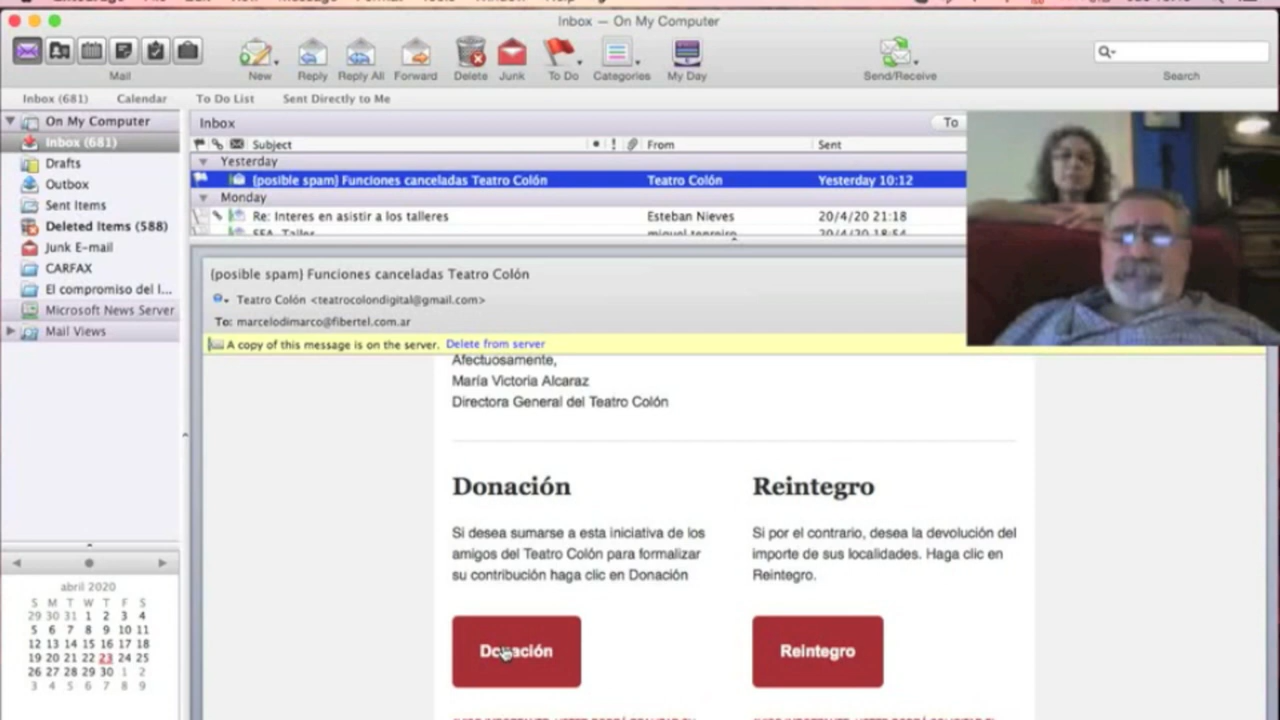 Inbox — On My Computer
Mail
New
Reply
Reply All
Forward
Delete
Junk
To Do
Categories
My Day
Send/Receive
Search
Inbox (681)
Calendar
To Do List
Sent Directly to Me
On My Computer
Inbox (681)
Drafts
Outbox
Sent Items
Deleted Items (588)
Junk E-mail
CARFAX
El compromiso del l...
Microsoft News Server
Mail Views
Inbox
To
Subject
From
Sent
Yesterday
(posible spam) Funciones canceladas Teatro Colón
Teatro Colón
Yesterday 10:12
Monday
Re: Interes en asistir a los talleres
Esteban Nieves
20/4/20 21:18
(posible spam) Funciones canceladas Teatro Colón
Teatro Colón <teatrocolondigital@gmail.com>
To: marcelodimarco@fibertel.com.ar
A copy of this message is on the server. Delete from server
Afectuosamente,
María Victoria Alcaraz
Directora General del Teatro Colón
Donación
Si desea sumarse a esta iniciativa de los
amigos del Teatro Colón para formalizar
su contribución haga clic en Donación
Donación
Reintegro
Si por el contrario, desea la devolución del
importe de sus localidades. Haga clic en
Reintegro.
Reintegro
abril 2020
S M T W T F S
29 30 31 1 2 3 4
5 6 7 8 9 10 11
12 13 14 15 16 17 18
19 20 21 22 23 24 25
26 27 28 29 30 1 2
3 4 5 6 7 8 9